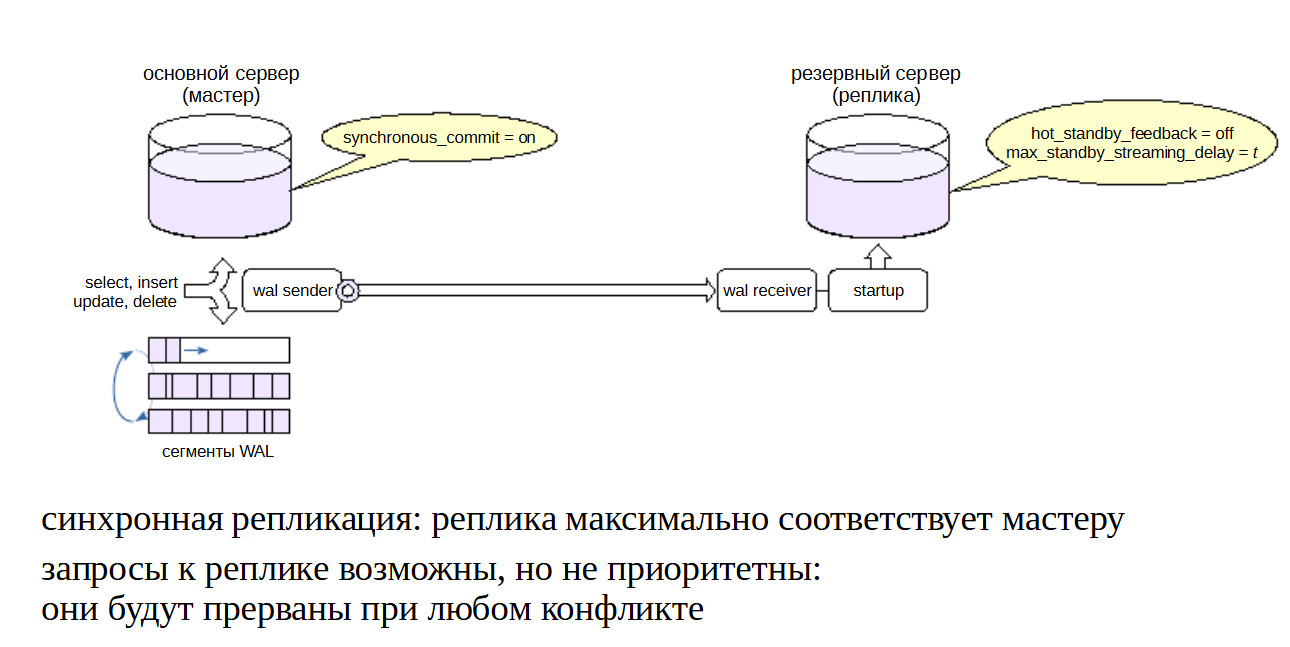 основной сервер
(мастер)
резервный сервер
(реплика)
synchronous_commit = on
hot_standby_feedback = off
max_standby_streaming_delay = t
select, insert
update, delete
wal sender
wal receiver
startup
сегменты WAL
синхронная репликация: реплика максимально соответствует мастеру
запросы к реплике возможны, но не приоритетны:
они будут прерваны при любом конфликте